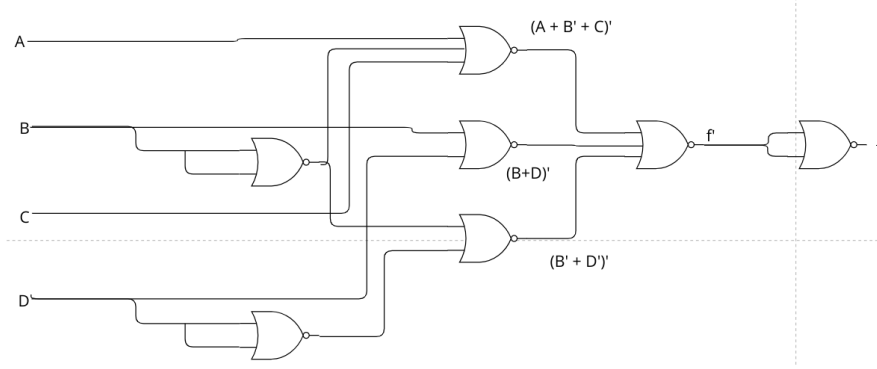 (A + B' + C)'
A
B
f'
(B+D)'
C
(B' + D')'
D